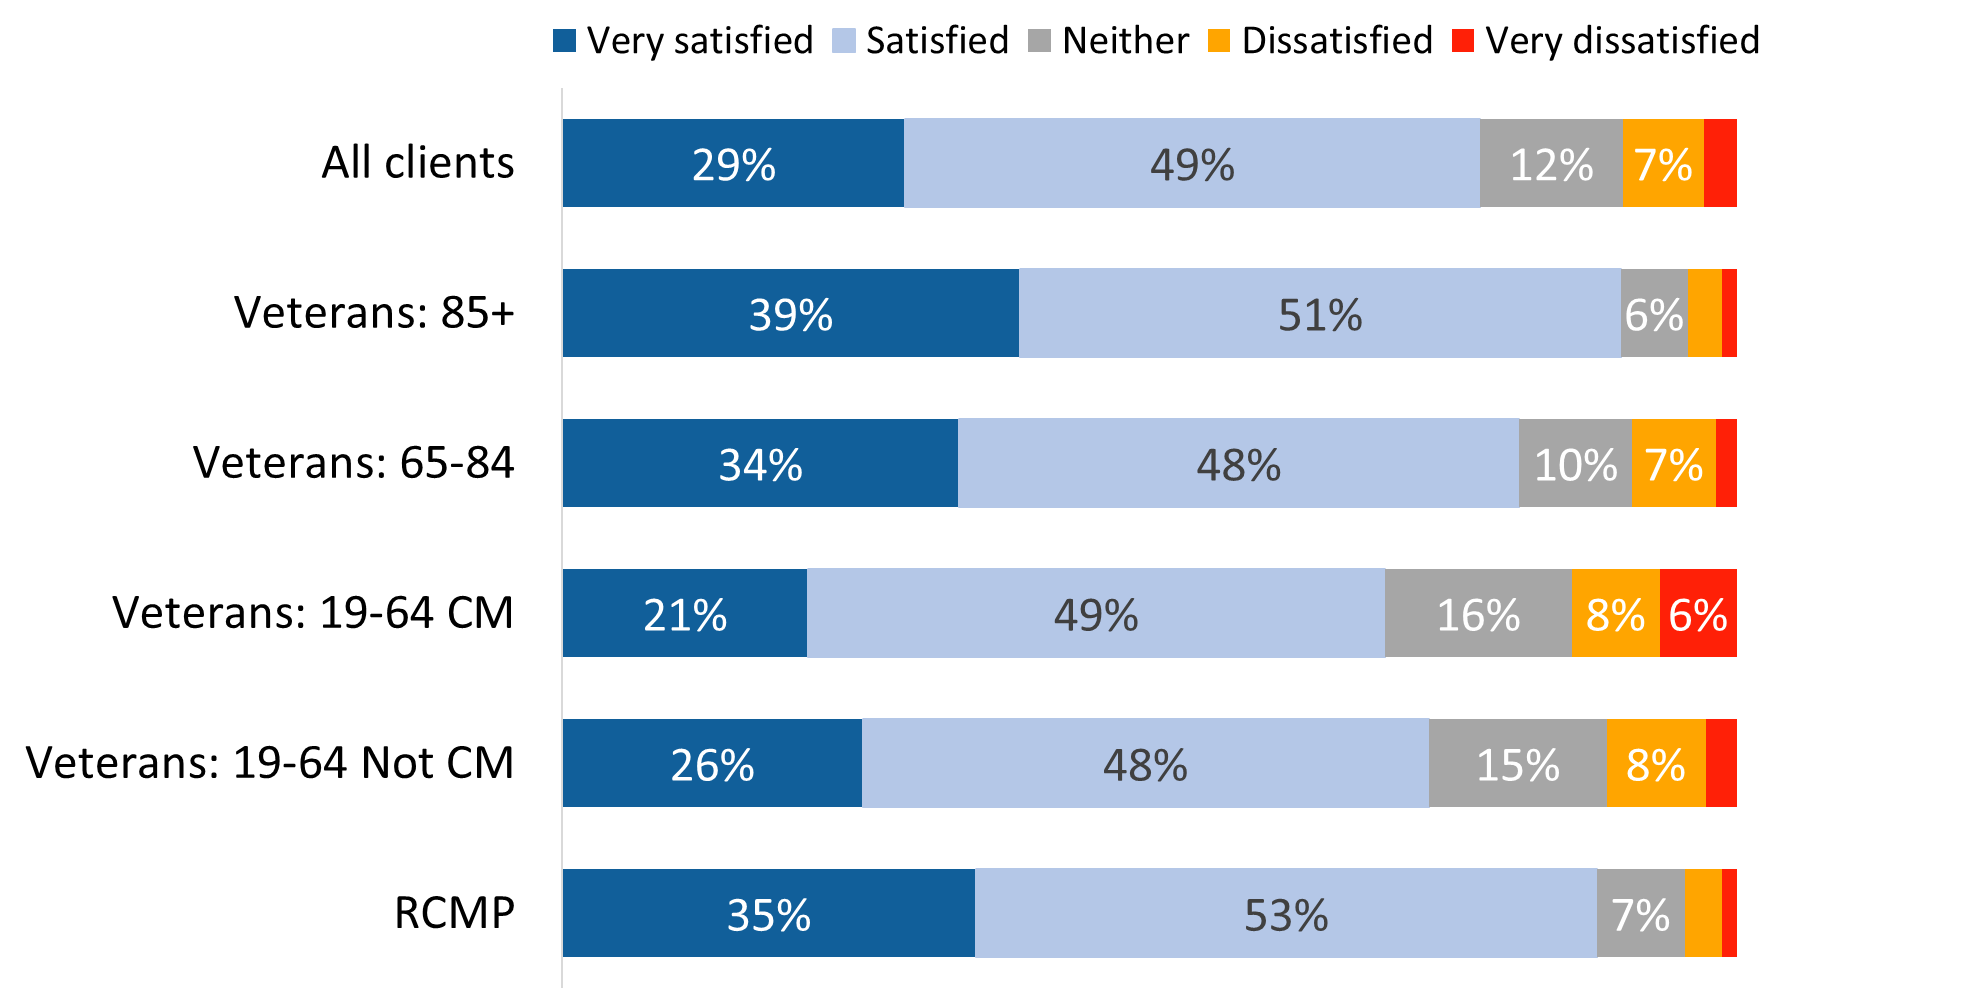 Very satisfied Satisfied Neither Dissatisfied Very dissatisfied
All clients 29% 49% 12% 7%
Veterans: 85+ 39% 51% 6%
Veterans: 65-84 34% 48% 10% 7%
Veterans: 19-64 CM 21% 49% 16% 8% 6%
Veterans: 19-64 Not CM 26% 48% 15% 8%
RCMP 35% 53% 7%